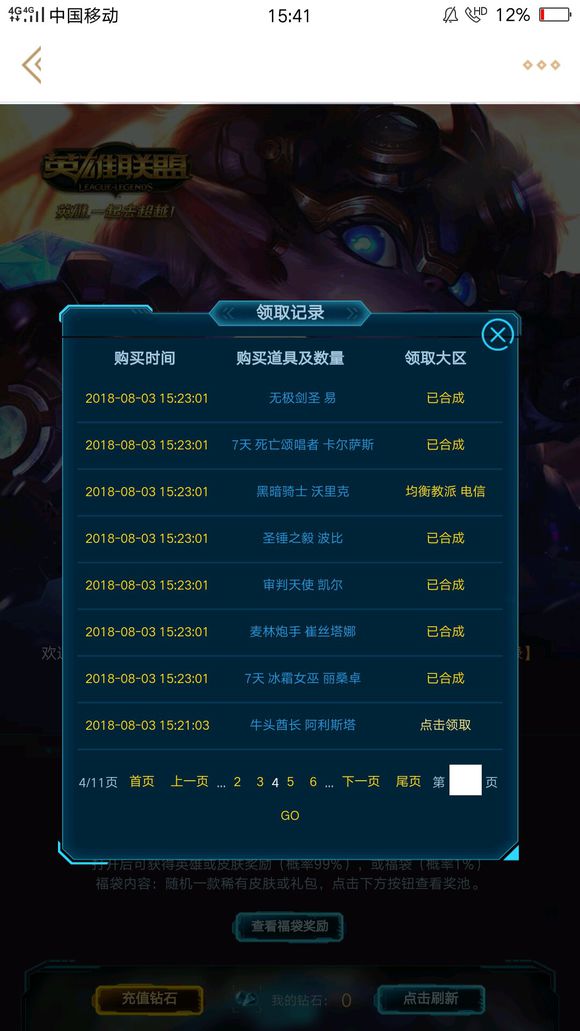 4G 4G 中国移动 15:41 HD 12%
英雄联盟
LEAGUE OF LEGENDS
英雄,一起去超越!
领取记录
购买时间 购买道具及数量 领取大区
2018-08-03 15:23:01 无极剑圣 易 已合成
2018-08-03 15:23:01 7天 死亡颂唱者 卡尔萨斯 已合成
2018-08-03 15:23:01 黑暗骑士 沃里克 均衡教派 电信
2018-08-03 15:23:01 圣锤之毅 波比 已合成
2018-08-03 15:23:01 审判天使 凯尔 已合成
2018-08-03 15:23:01 麦林炮手 崔丝塔娜 已合成
2018-08-03 15:23:01 7天 冰霜女巫 丽桑卓 已合成
2018-08-03 15:21:03 牛头酋长 阿利斯塔 点击领取
4/11页 首页 上一页 ... 2 3 4 5 6 ... 下一页 尾页 第 页
GO
打开后可获得英雄或皮肤奖励（概率99%），或福袋（概率1%）
福袋内容：随机一款稀有皮肤或礼包，点击下方按钮查看奖池。
查看福袋奖励
充值钻石 我的钻石： 0 点击刷新